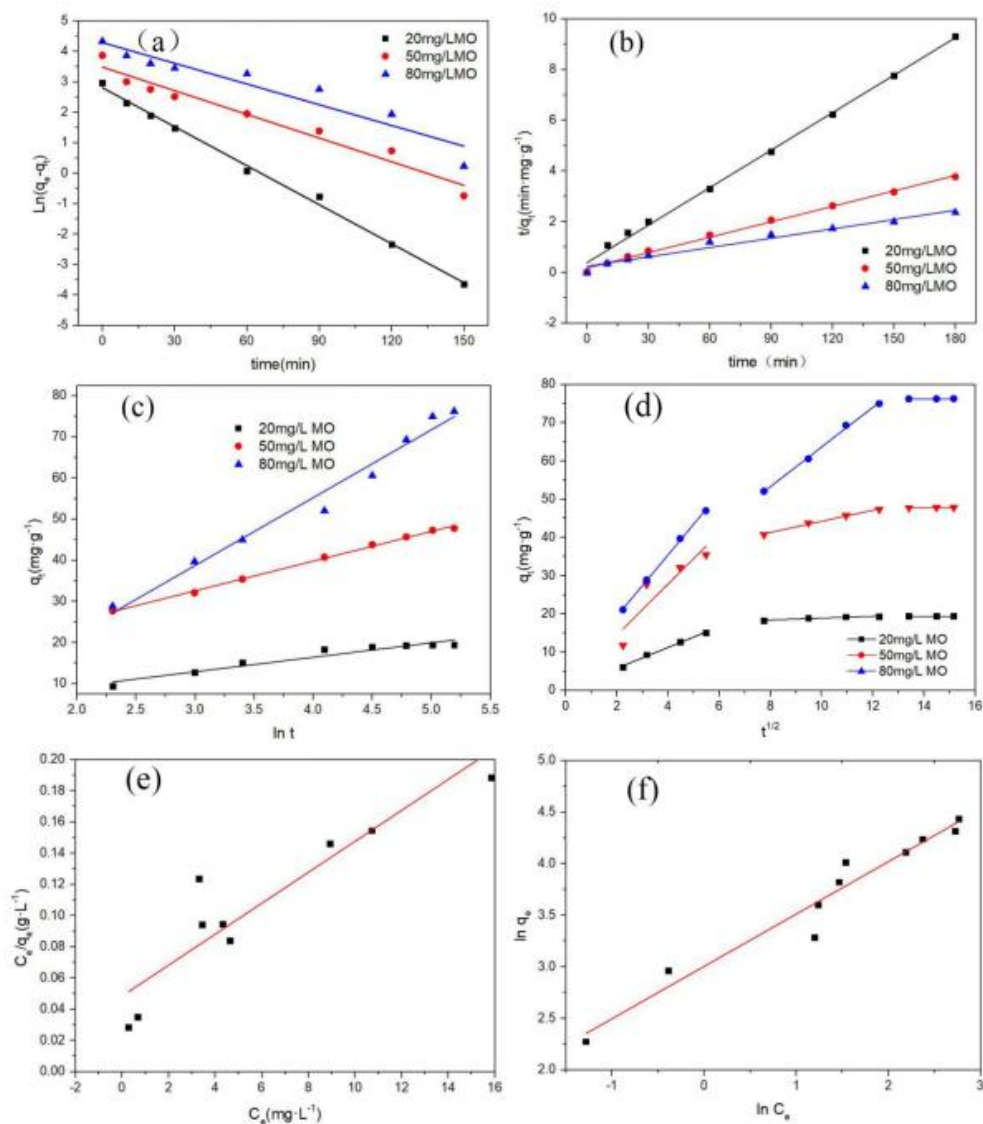 (a)
20mg/LMO
50mg/LMO
80mg/LMO
5
4
3
2
1
0
-1
-2
-3
-4
-5
Ln(qₑ-qₜ)
0 30 60 90 120 150
time(min)
(b)
10
8
6
4
2
0
-2
t/qₜ(min·mg·g⁻¹)
20mg/LMO
50mg/LMO
80mg/LMO
0 30 60 90 120 150 180
time (min)
(c)
20mg/L MO
50mg/L MO
80mg/L MO
80
70
60
50
40
30
20
10
qₜ(mg·g⁻¹)
2.0 2.5 3.0 3.5 4.0 4.5 5.0 5.5
ln t
(d)
80
70
60
50
40
30
20
10
0
qₜ(mg·g⁻¹)
20mg/L MO
50mg/L MO
80mg/L MO
0 2 4 6 8 10 12 14 16
t¹ᐟ²
(e)
0.20
0.18
0.16
0.14
0.12
0.10
0.08
0.06
0.04
0.02
0.00
Cₑ/qₑ(g·L⁻¹)
-2 0 2 4 6 8 10 12 14 16
Cₑ(mg·L⁻¹)
(f)
5.0
4.5
4.0
3.5
3.0
2.5
2.0
ln qₑ
-1 0 1 2 3
ln Cₑ